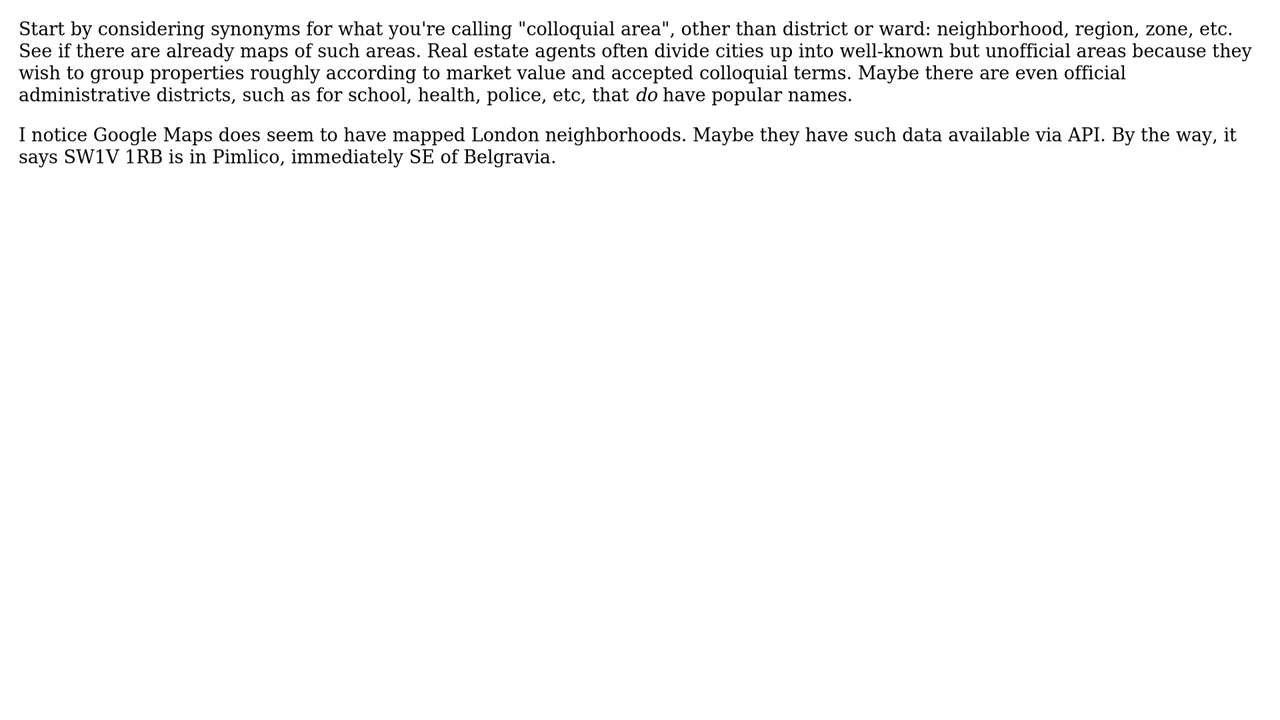 Start by considering synonyms for what you're calling "colloquial area", other than district or ward: neighborhood, region, zone, etc.
See if there are already maps of such areas. Real estate agents often divide cities up into well-known but unofficial areas because they
wish to group properties roughly according to market value and accepted colloquial terms. Maybe there are even official
administrative districts, such as for school, health, police, etc, that do have popular names.
I notice Google Maps does seem to have mapped London neighborhoods. Maybe they have such data available via API. By the way, it
says SW1V 1RB is in Pimlico, immediately SE of Belgravia.